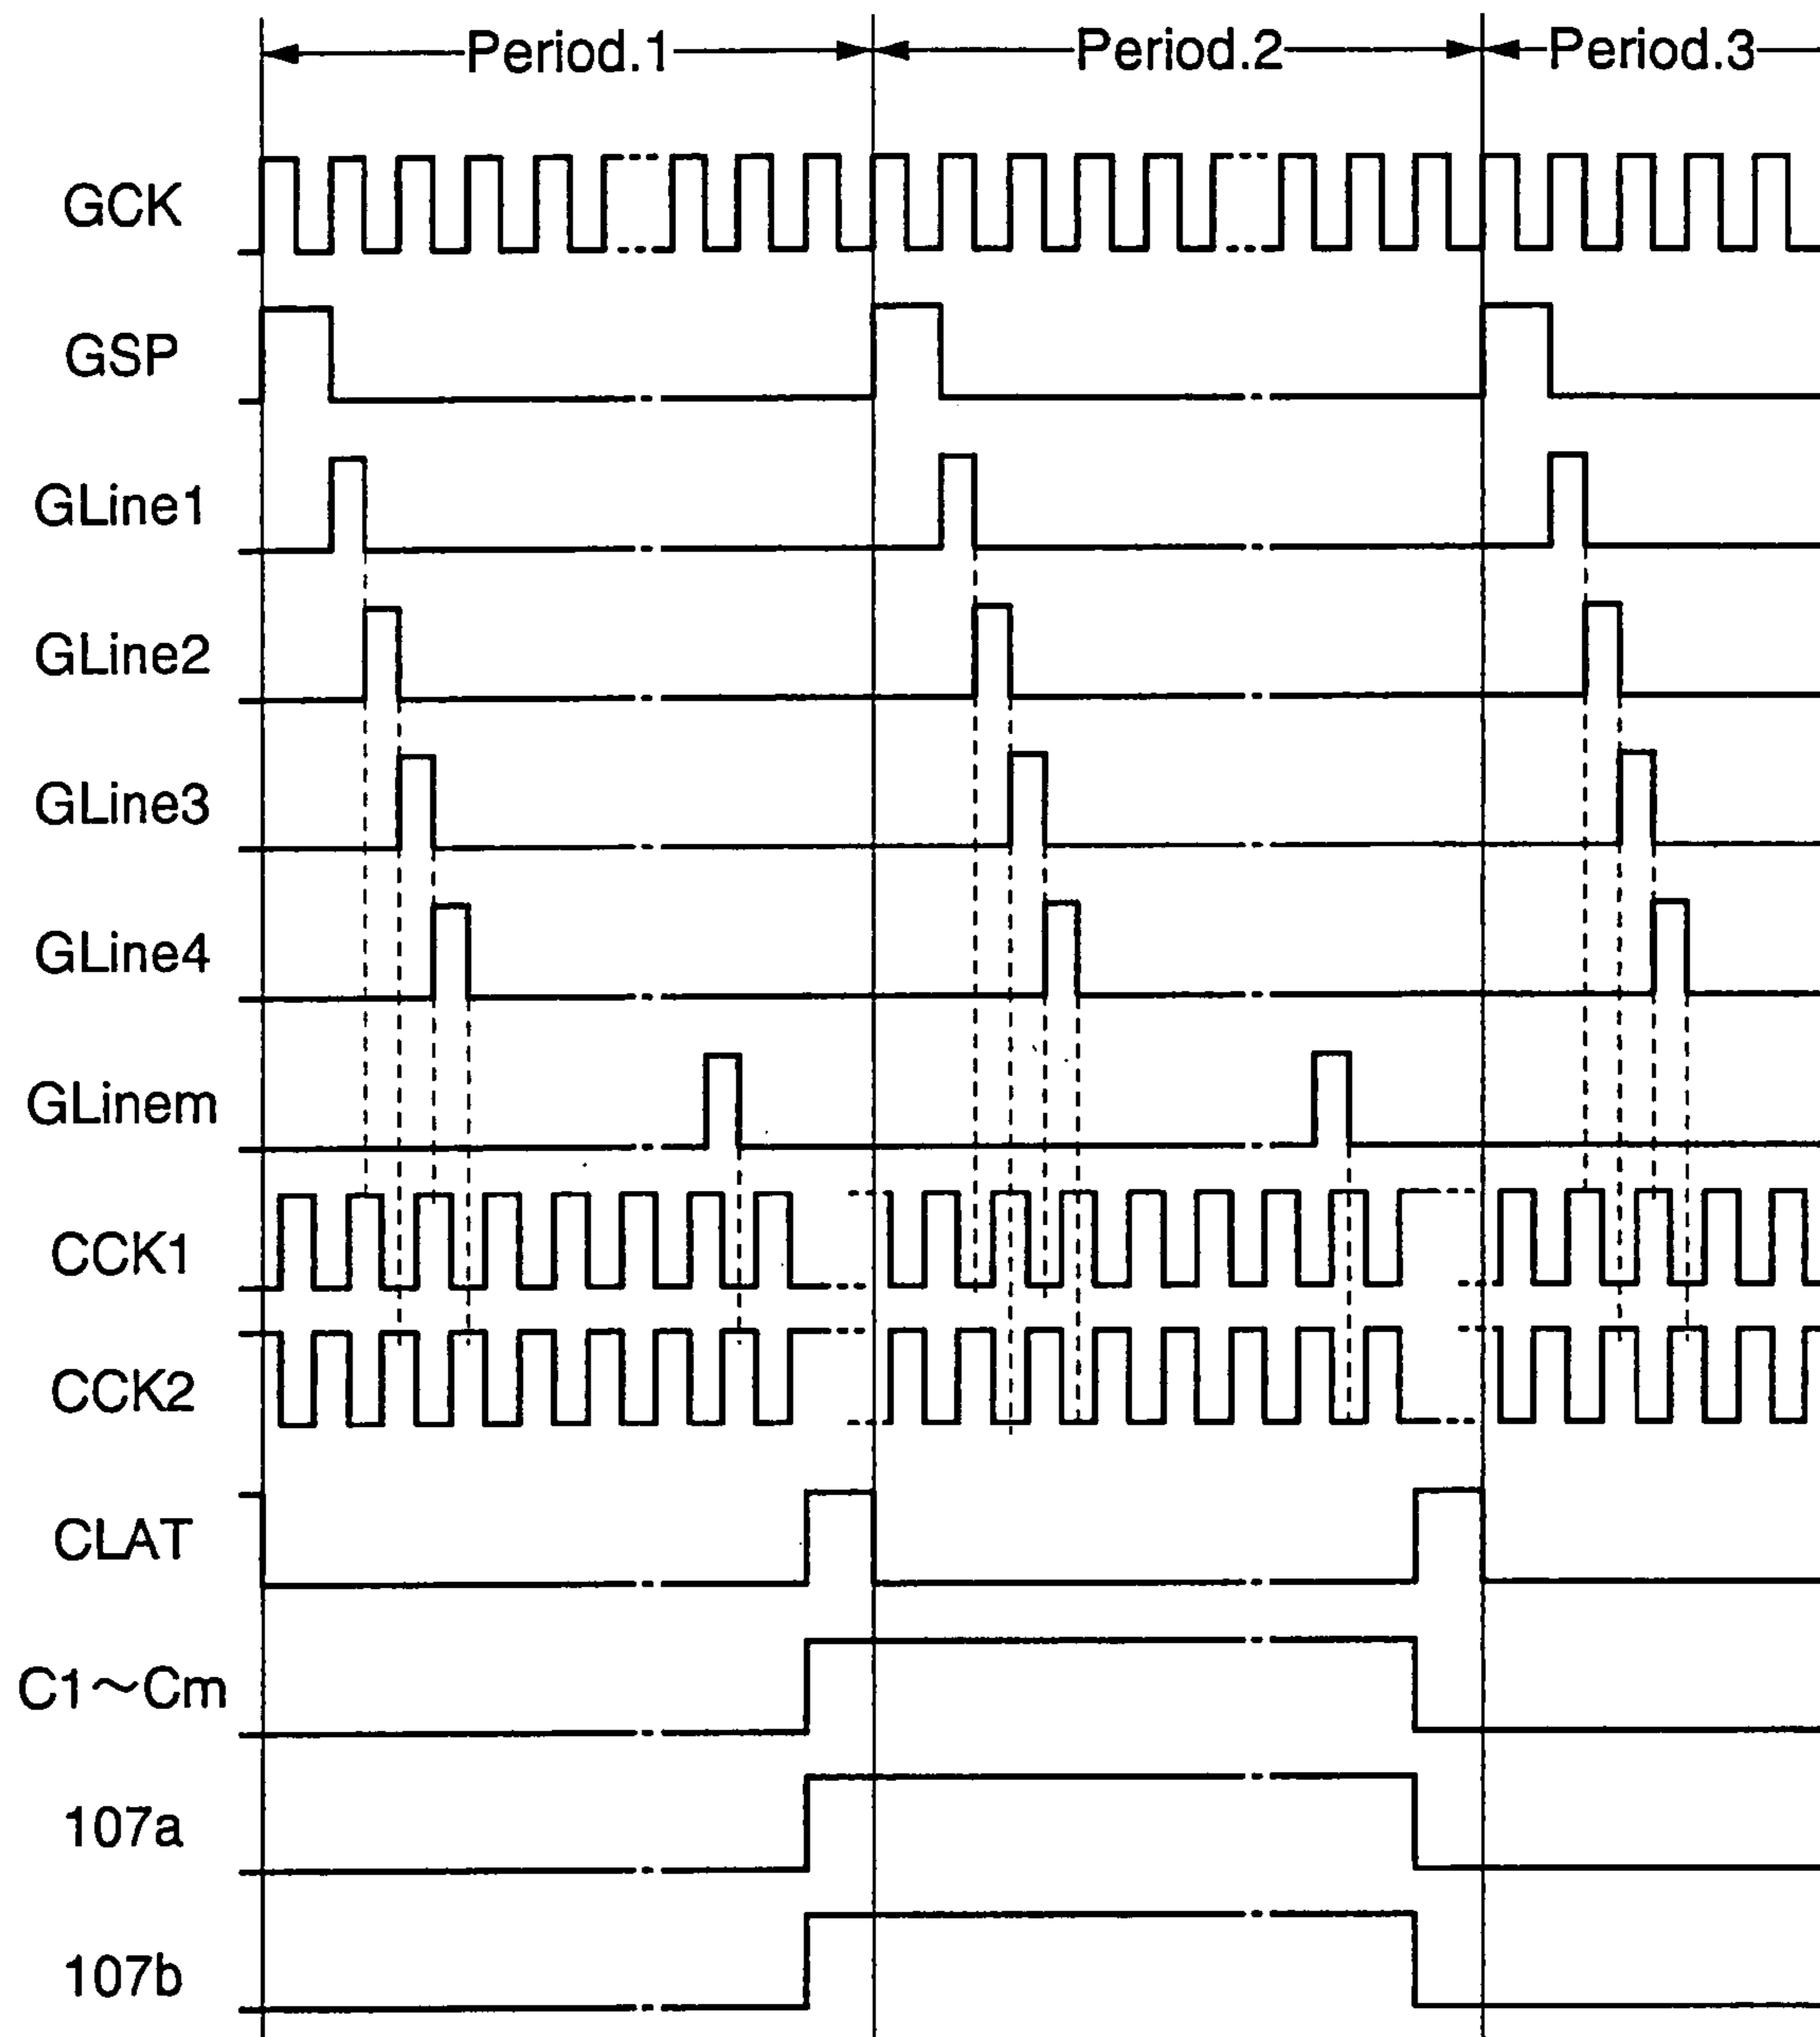 Period.1 Period.2 Period.3
GCK
GSP
GLine1
GLine2
GLine3
GLine4
GLinem
CCK1
CCK2
CLAT
C1～Cm
107a
107b